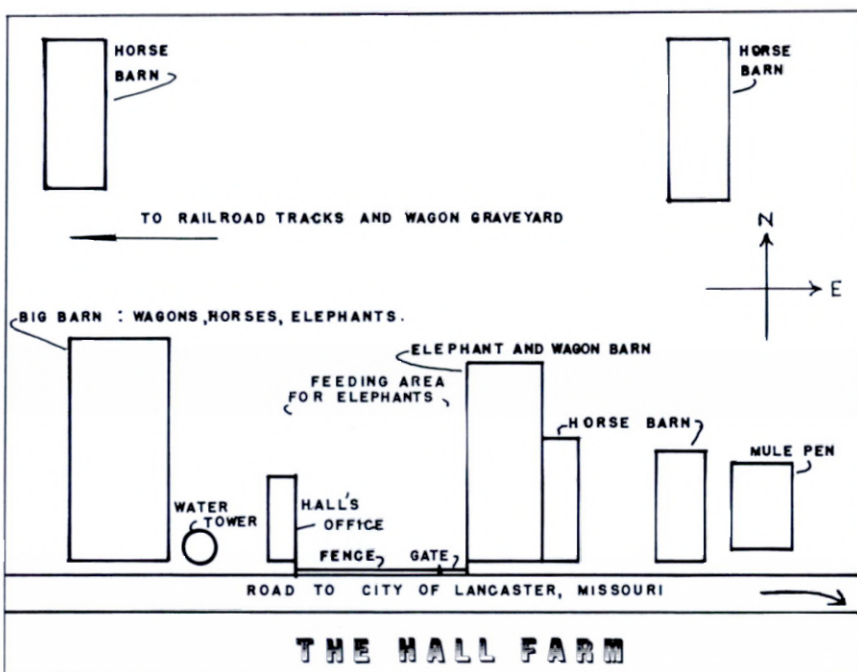 HORSE
BARN
HORSE
BARN
TO RAILROAD TRACKS AND WAGON GRAVEYARD
N
E
BIG BARN : WAGONS, HORSES, ELEPHANTS.
ELEPHANT AND WAGON BARN
FEEDING AREA
FOR ELEPHANTS
HORSE BARN
MULE PEN
WATER
TOWER
HALL'S
OFFICE
FENCE
GATE
ROAD TO CITY OF LANCASTER, MISSOURI
THE HALL FARM